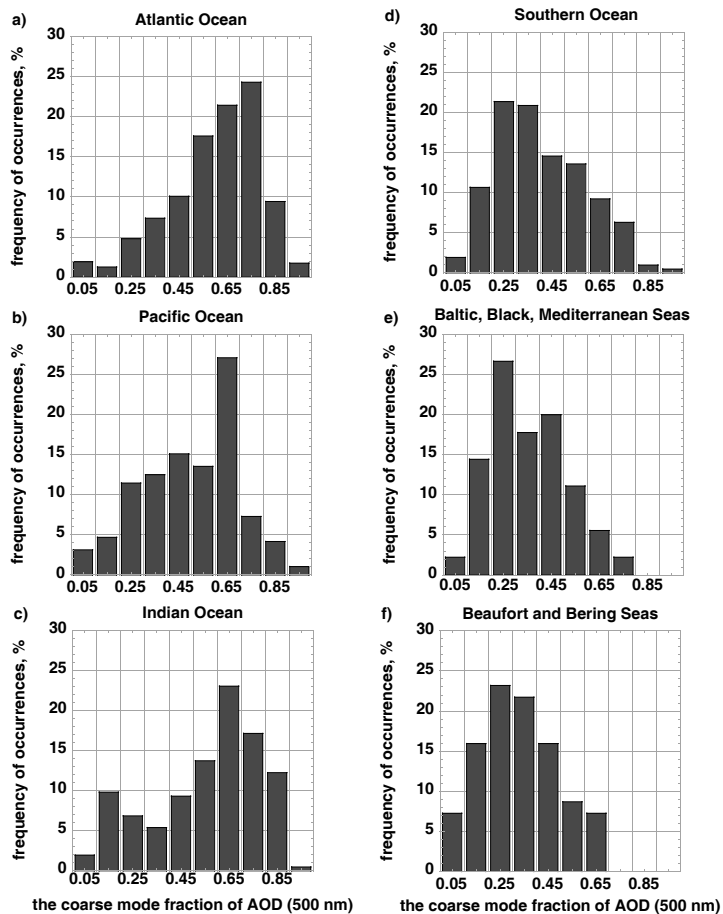 a)
Atlantic Ocean
frequency of occurrences, %
30
25
20
15
10
5
0
0.05 0.25 0.45 0.65 0.85
b)
Pacific Ocean
frequency of occurrences, %
30
25
20
15
10
5
0
0.05 0.25 0.45 0.65 0.85
c)
Indian Ocean
frequency of occurrences, %
30
25
20
15
10
5
0
0.05 0.25 0.45 0.65 0.85
the coarse mode fraction of AOD (500 nm)
d)
Southern Ocean
frequency of occurrences, %
30
25
20
15
10
5
0
0.05 0.25 0.45 0.65 0.85
e)
Baltic, Black, Mediterranean Seas
frequency of occurrences, %
30
25
20
15
10
5
0
0.05 0.25 0.45 0.65 0.85
f)
Beaufort and Bering Seas
frequency of occurrences, %
30
25
20
15
10
5
0
0.05 0.25 0.45 0.65 0.85
the coarse mode fraction of AOD (500 nm)